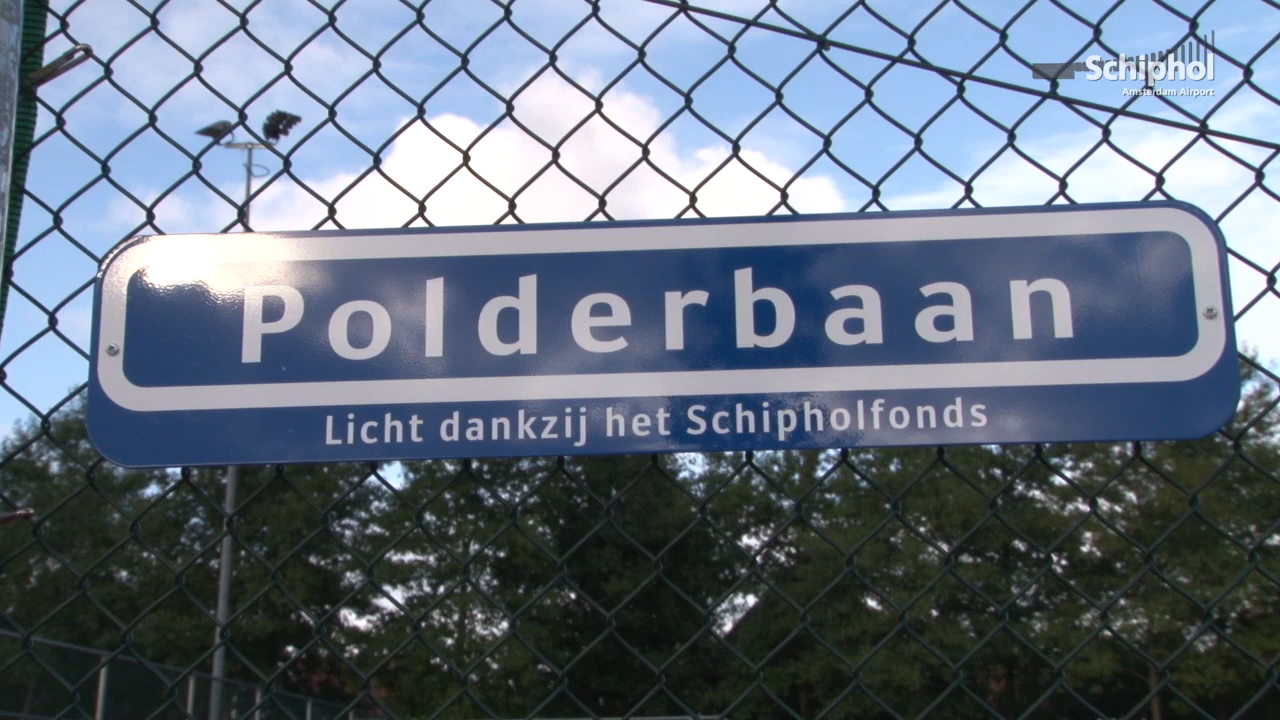 Schiphol
Amsterdam Airport
Polderbaan
Licht dankzij het Schipholfonds